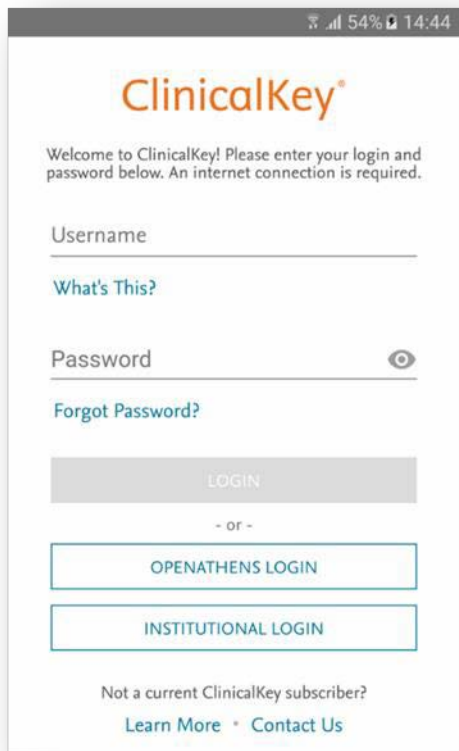 54% 14:44
ClinicalKey®
Welcome to ClinicalKey! Please enter your login and
password below. An internet connection is required.
Username
What's This?
Password
Forgot Password?
LOGIN
- or -
OPENATHENS LOGIN
INSTITUTIONAL LOGIN
Not a current ClinicalKey subscriber?
Learn More • Contact Us